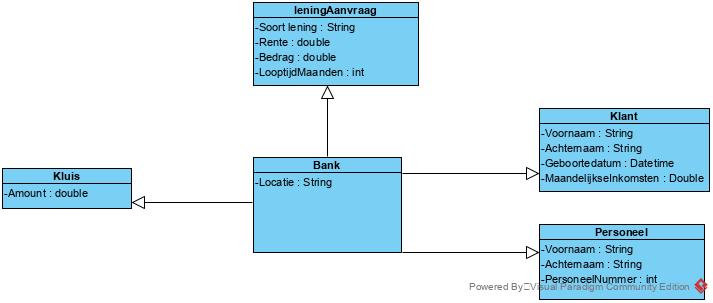 leningAanvraag
-Soort lening : String
-Rente : double
-Bedrag : double
-LooptijdMaanden : int
Klant
-Voornaam : String
-Achternaam : String
-Geboortedatum : Datetime
-MaandelijkseInkomsten : Double
Bank
-Locatie : String
Kluis
-Amount : double
Personeel
-Voornaam : String
-Achternaam : String
-PersoneelNummer : int
Powered By Visual Paradigm Community Edition